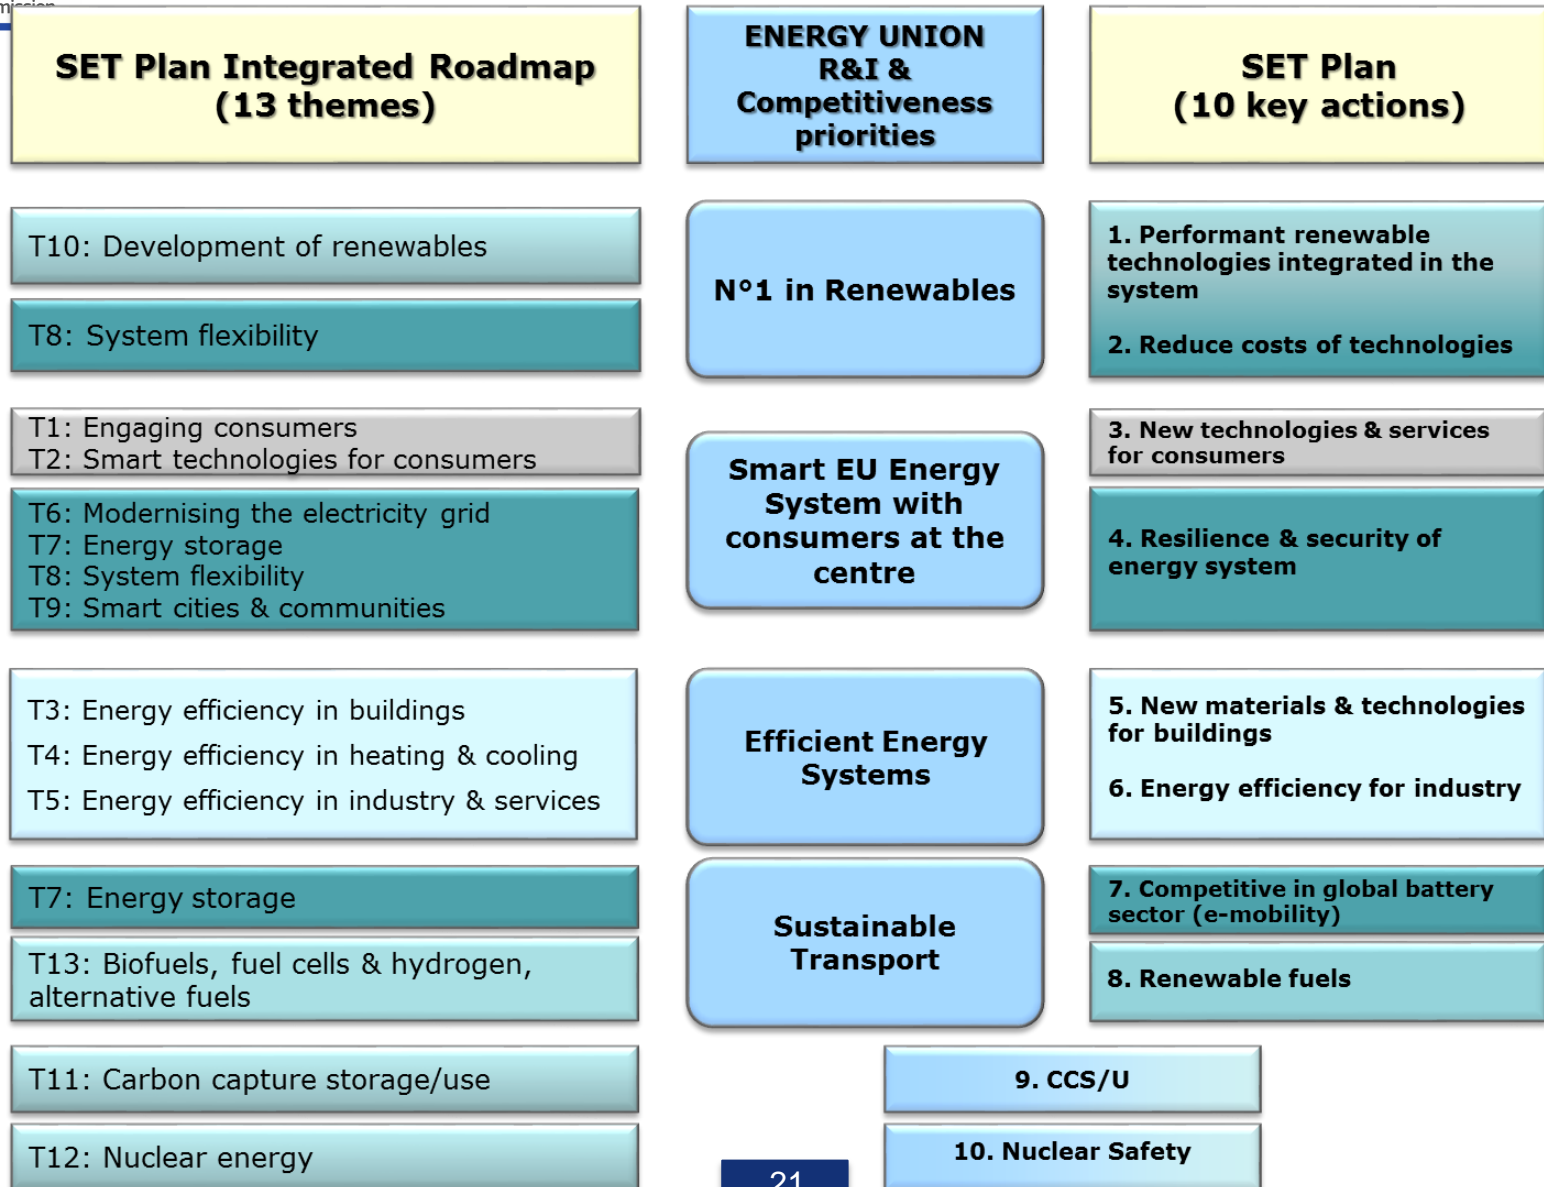 mission
SET Plan Integrated Roadmap
(13 themes)
ENERGY UNION
R&I &
Competitiveness
priorities
SET Plan
(10 key actions)
T10: Development of renewables
T8: System flexibility
N°1 in Renewables
1. Performant renewable
technologies integrated in the
system
2. Reduce costs of technologies
T1: Engaging consumers
T2: Smart technologies for consumers
T6: Modernising the electricity grid
T7: Energy storage
T8: System flexibility
T9: Smart cities & communities
Smart EU Energy
System with
consumers at the
centre
3. New technologies & services
for consumers
4. Resilience & security of
energy system
T3: Energy efficiency in buildings
T4: Energy efficiency in heating & cooling
T5: Energy efficiency in industry & services
Efficient Energy
Systems
5. New materials & technologies
for buildings
6. Energy efficiency for industry
T7: Energy storage
T13: Biofuels, fuel cells & hydrogen,
alternative fuels
Sustainable
Transport
7. Competitive in global battery
sector (e-mobility)
8. Renewable fuels
T11: Carbon capture storage/use
9. CCS/U
T12: Nuclear energy
10. Nuclear Safety
21